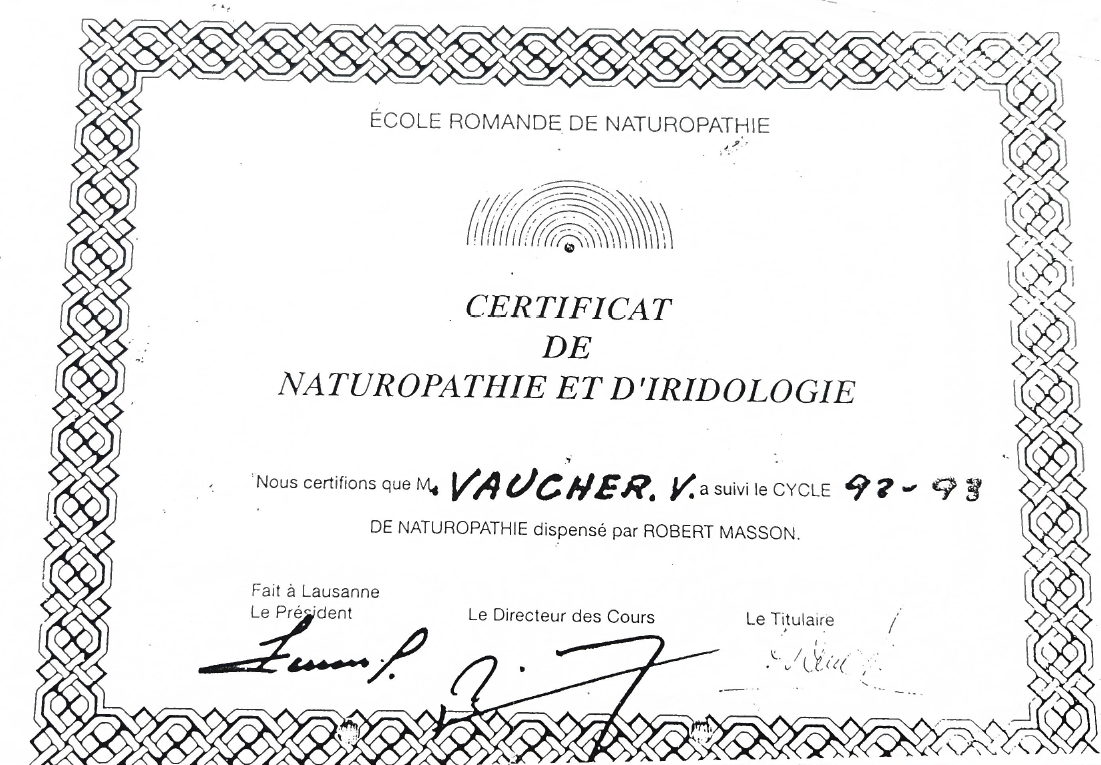 ÉCOLE ROMANDE DE NATUROPATHIE
CERTIFICAT
DE
NATUROPATHIE ET D'IRIDOLOGIE
Nous certifions que M. VAUCHER. V. a suivi le CYCLE 92-93
DE NATUROPATHIE dispensé par ROBERT MASSON.
Fait à Lausanne
Le Président Le Directeur des Cours Le Titulaire